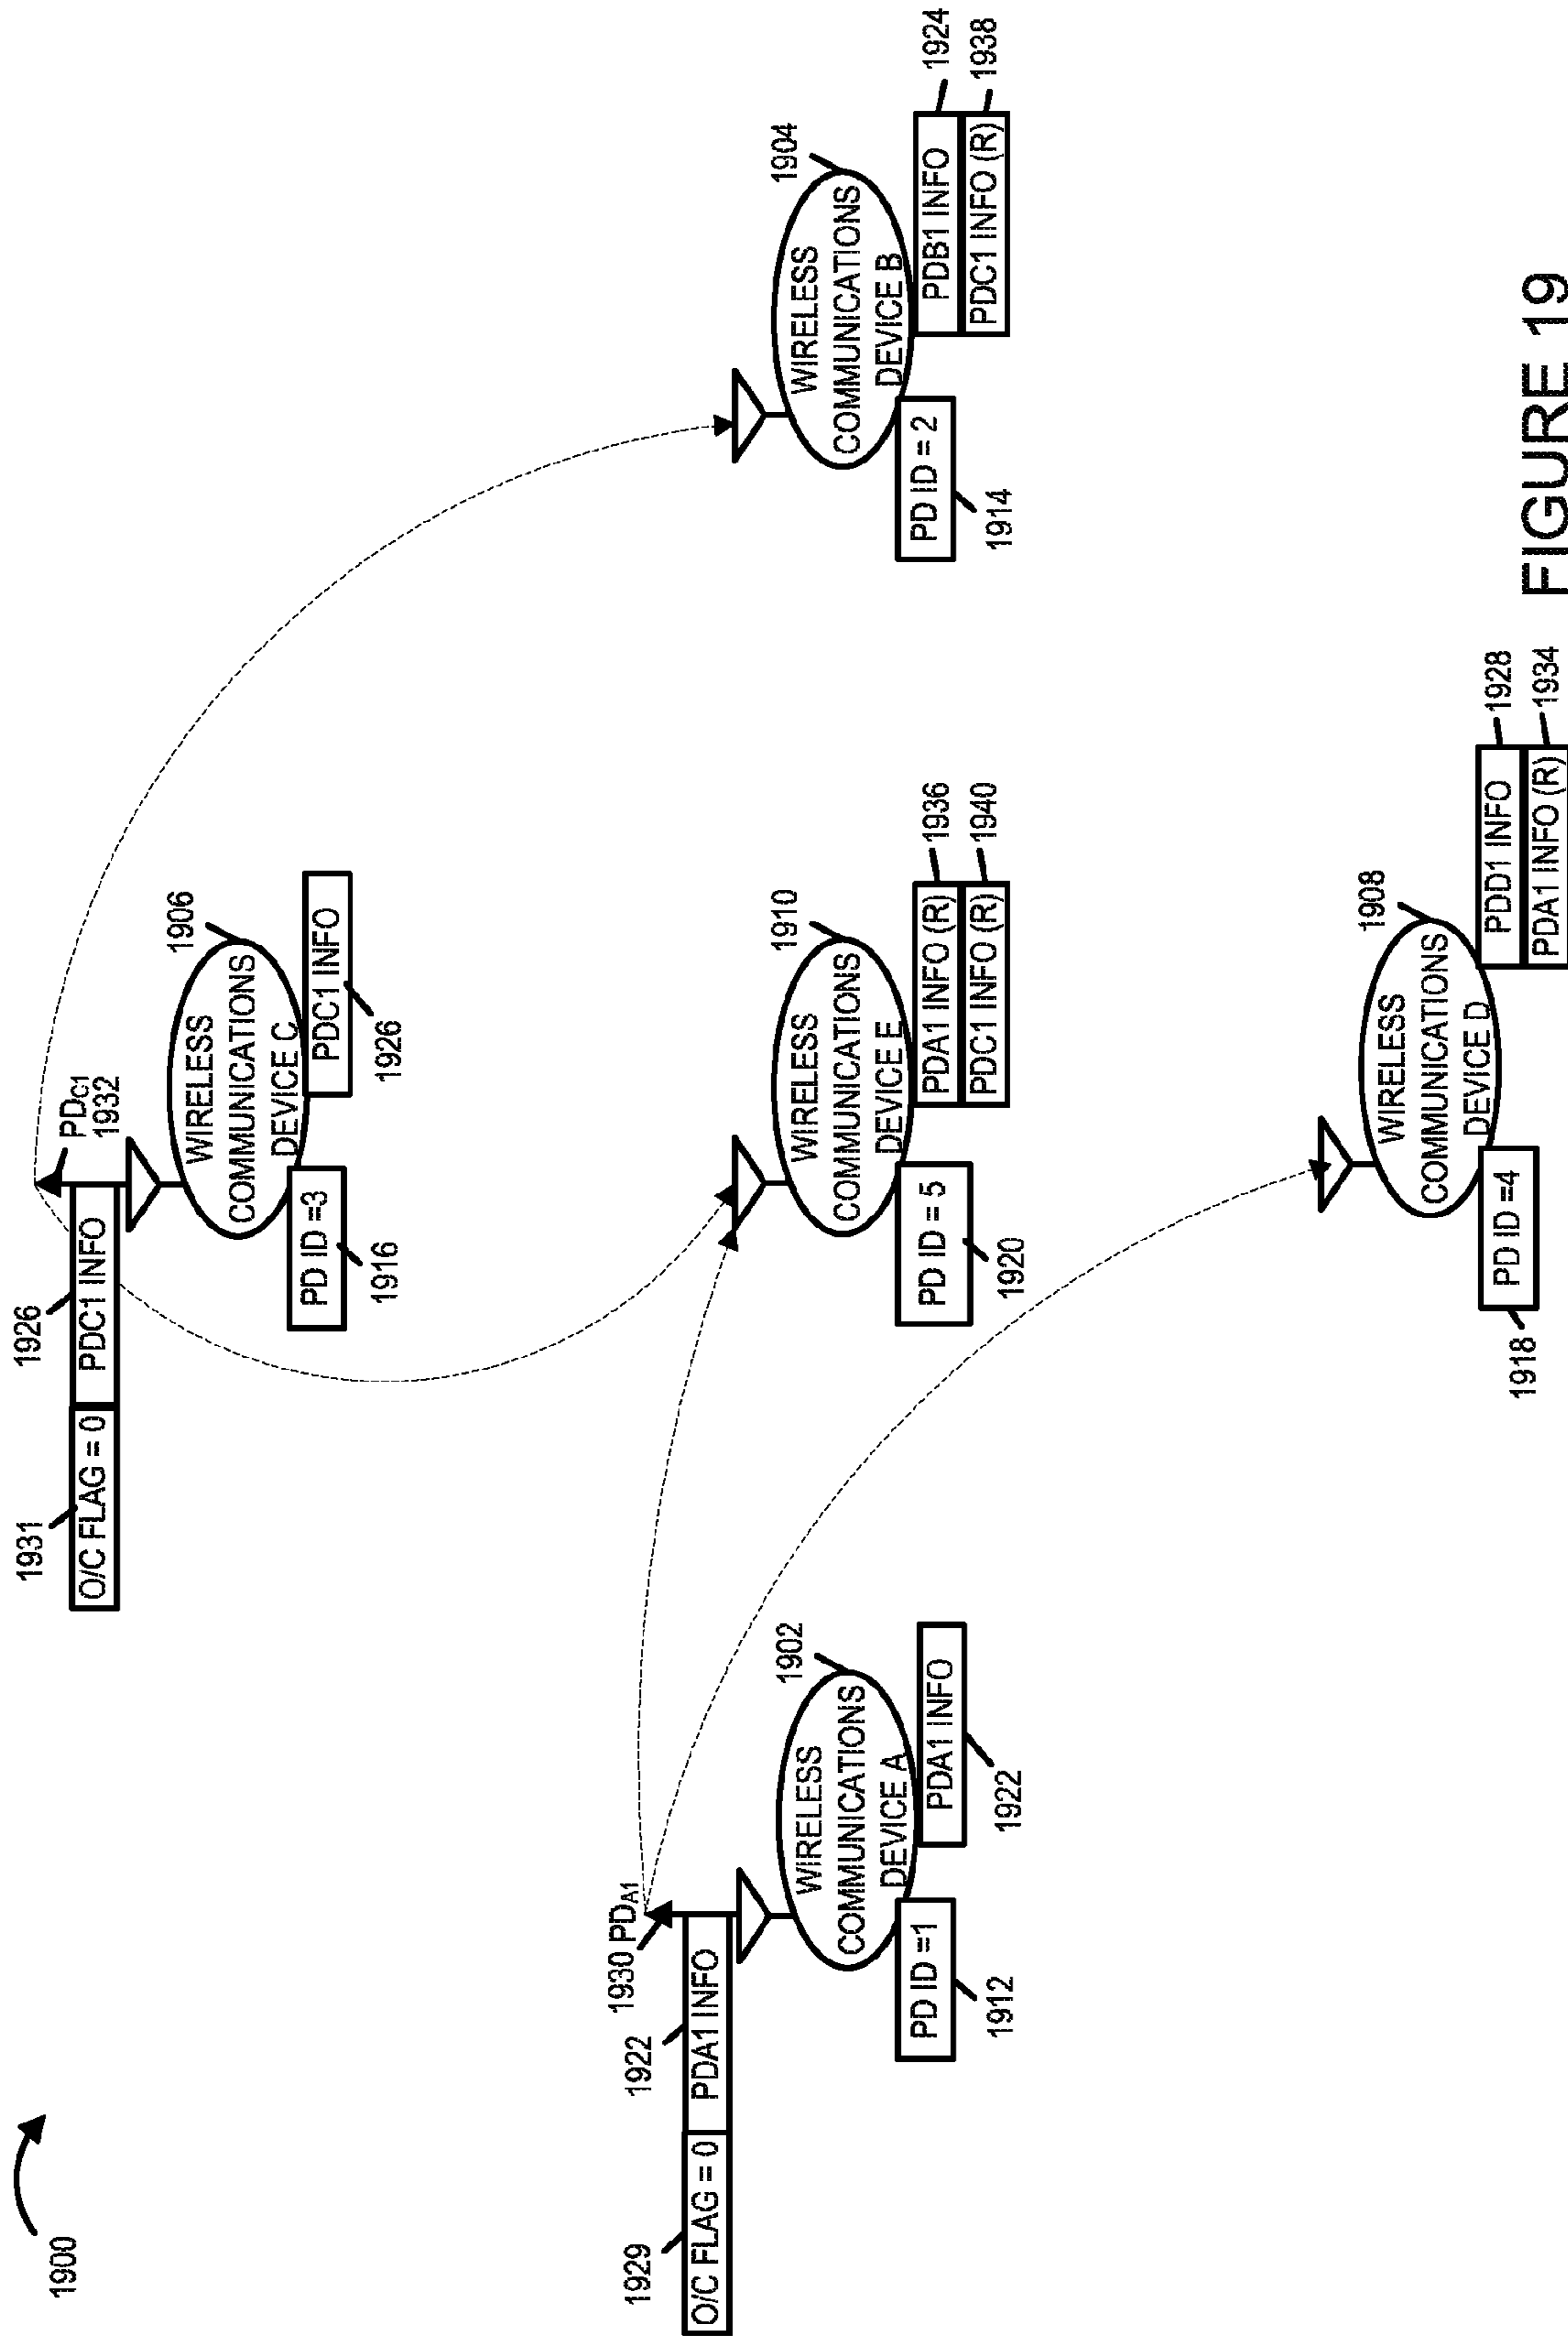 1900
1931
1926
PDC1
1932
O/C FLAG = 0
PDC1 INFO
1906
WIRELESS
COMMUNICATIONS
DEVICE C
PD ID =3
PDC1 INFO
1916
1926
1930 PDA1
1929
1922
O/C FLAG = 0
PDA1 INFO
1902
WIRELESS
COMMUNICATIONS
DEVICE A
PD ID =1
PDA1 INFO
1912
1922
1910
WIRELESS
COMMUNICATIONS
DEVICE E
PD ID = 5
PDA1 INFO (R)
1936
PDC1 INFO (R)
1940
1920
1904
WIRELESS
COMMUNICATIONS
DEVICE B
PD ID = 2
PDB1 INFO
1924
PDC1 INFO (R)
1938
1914
1908
WIRELESS
COMMUNICATIONS
DEVICE D
PD ID =4
PDD1 INFO
1928
PDA1 INFO (R)
1934
1918
FIGURE 19